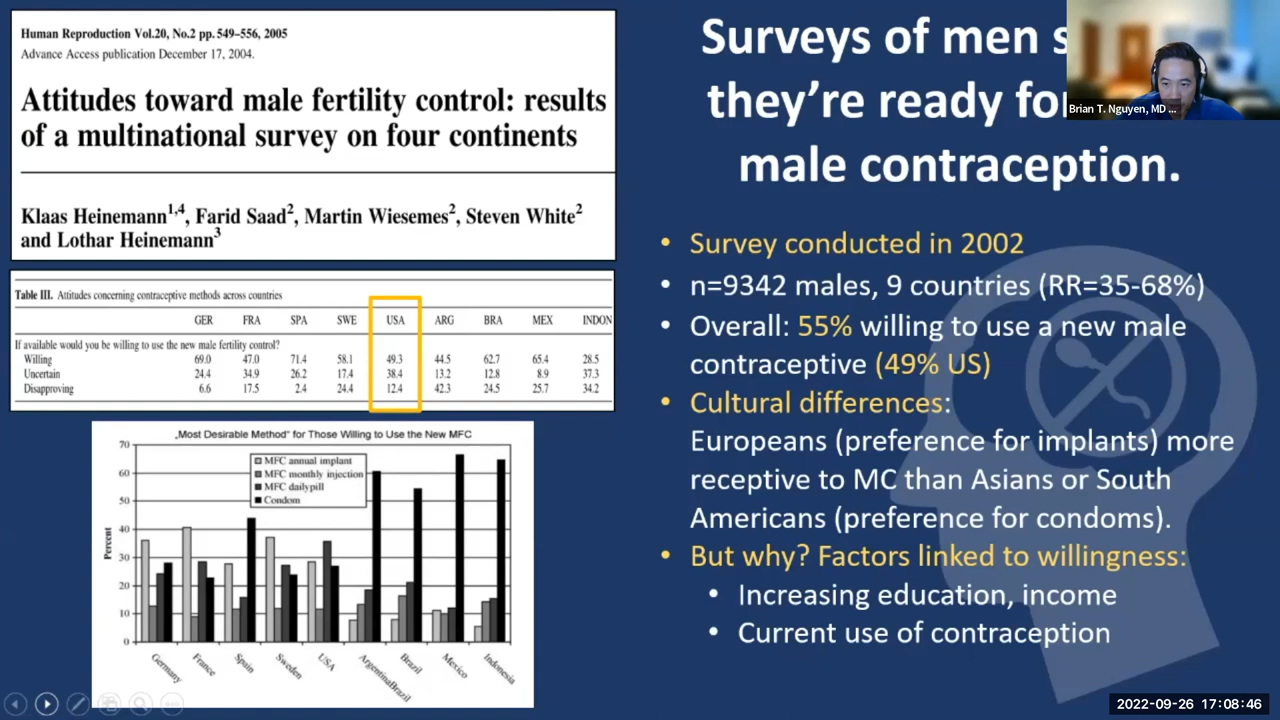 Human Reproduction Vol.20, No.2 pp. 549–556, 2005
Advance Access publication December 17, 2004.
Attitudes toward male fertility control: results
of a multinational survey on four continents
Klaas Heinemann1,4, Farid Saad2, Martin Wiesemes2, Steven White2
and Lothar Heinemann3
Table III. Attitudes concerning contraceptive methods across countries
GER FRA SPA SWE USA ARG BRA MEX INDON
If available would you be willing to use the new male fertility control?
Willing 69.0 47.0 71.4 58.1 49.3 44.5 62.7 65.4 28.5
Uncertain 24.4 34.9 26.2 17.4 38.4 13.2 12.8 8.9 37.3
Disapproving 6.6 17.5 2.4 24.4 12.4 42.3 24.5 25.7 34.2
„Most Desirable Method“ for Those Willing to Use the New MFC
MFC annual implant
MFC monthly injection
MFC daily pill
Condom
Percent
70
60
50
40
30
20
10
0
Germany
France
Spain
Sweden
USA
ArgentinaBrazil
Brazil
Mexico
Indonesia
Surveys of men
they’re ready
male contraception.
Brian T. Nguyen, MD ...
• Survey conducted in 2002
• n=9342 males, 9 countries (RR=35-68%)
• Overall: 55% willing to use a new male
contraceptive (49% US)
• Cultural differences:
Europeans (preference for implants) more
receptive to MC than Asians or South
Americans (preference for condoms).
• But why? Factors linked to willingness:
• Increasing education, income
• Current use of contraception
2022-09-26 17:08:46